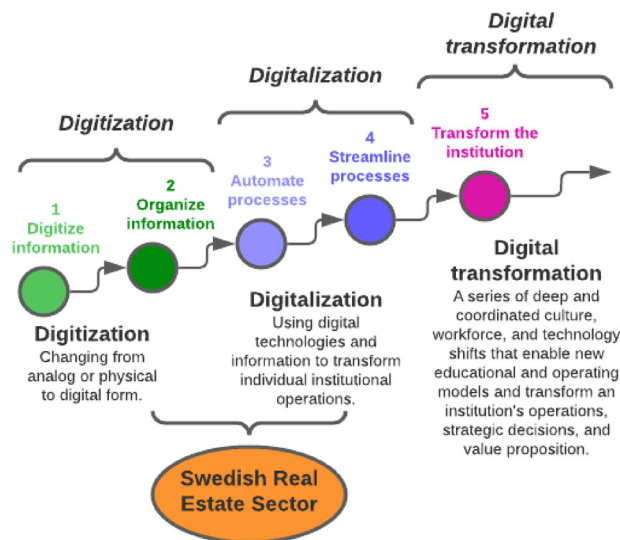 Digital
transformation
Digitalization
Digitization
5
Transform the
institution
4
Streamline
processes
3
Automate
processes
2
Organize
information
1
Digitize
information
Digitization
Changing from
analog or physical
to digital form.
Digitalization
Using digital
technologies and
information to transform
individual institutional
operations.
Digital
transformation
A series of deep and
coordinated culture,
workforce, and technology
shifts that enable new
educational and operating
models and transform an
institution's operations,
strategic decisions, and
value proposition.
Swedish Real
Estate Sector